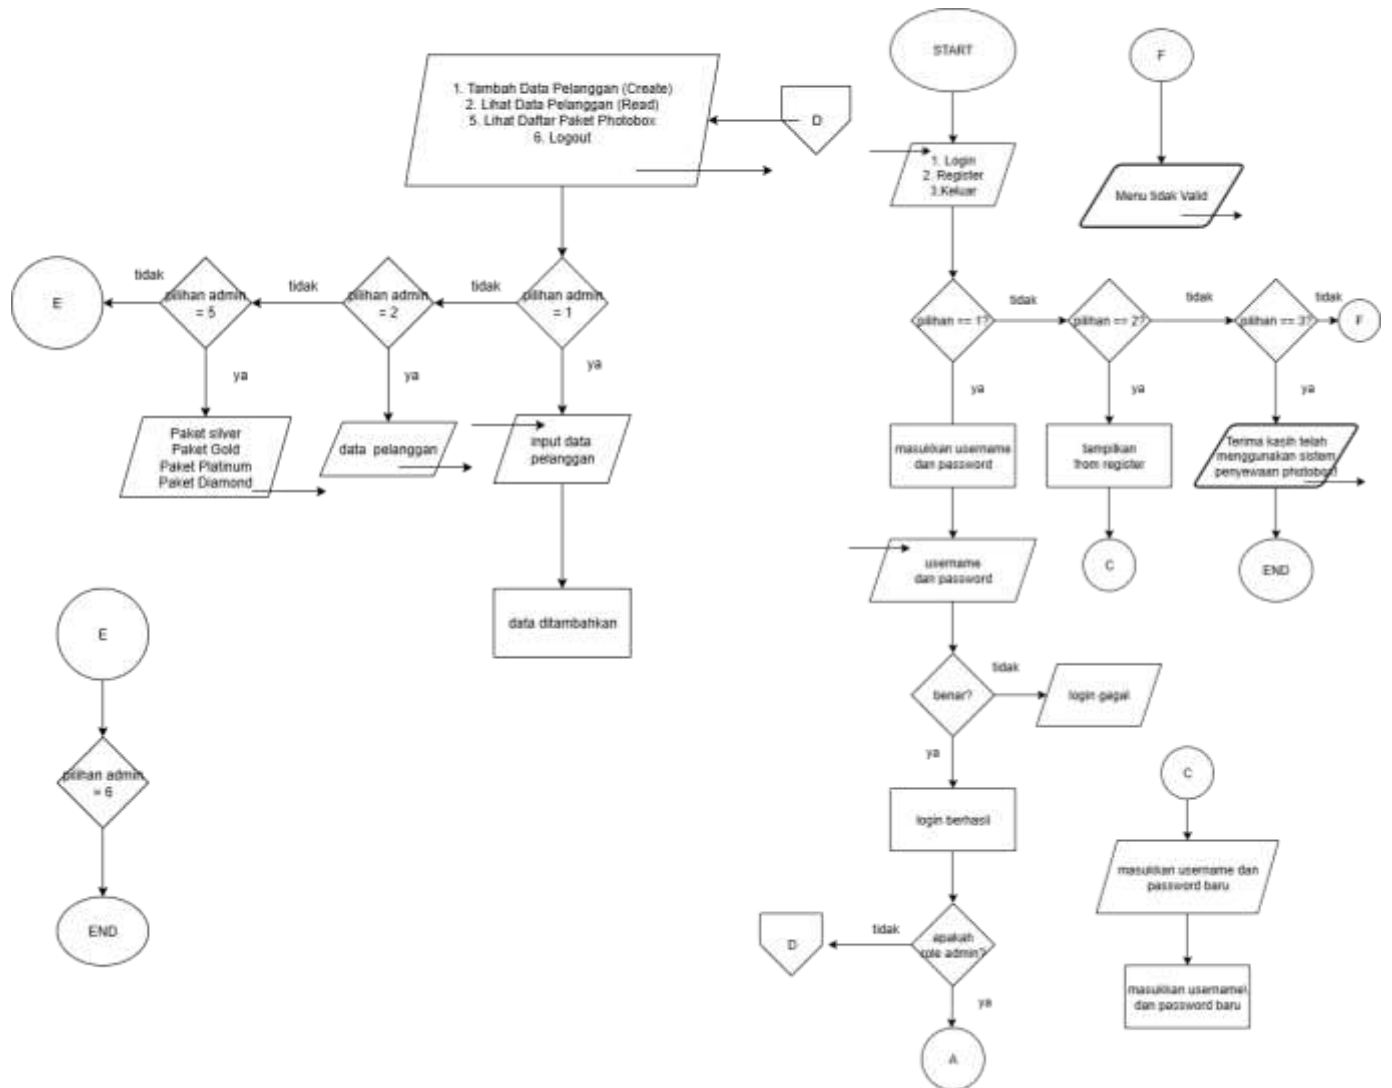 START
F
1. Tambah Data Pelanggan (Create)
2. Lihat Data Pelanggan (Read)
5. Lihat Daftar Paket Photobox
6. Logout
D
1. Login
2. Register
3.Keluar
Menu tidak Valid
E
tidak
pilihan admin
= 5
tidak
pilihan admin
= 2
tidak
pilihan admin
= 1
pilihan == 1?
tidak
pilihan == 2?
tidak
pilihan == 3?
tidak
F
ya
ya
ya
ya
ya
ya
Paket silver
Paket Gold
Paket Platinum
Paket Diamond
data pelanggan
input data
pelanggan
masukkan username
dan password
tampilkan
from register
Terima kasih telah
menggunakan sistem
penyewaan photobox!
username
dan password
C
END
E
data ditambahkan
benar?
tidak
login gagal
ya
pilihan admin
= 6
C
login berhasil
masukkan username dan
password baru
END
D
tidak
apakah
role admin?
masukkan username\
dan password baru
ya
A